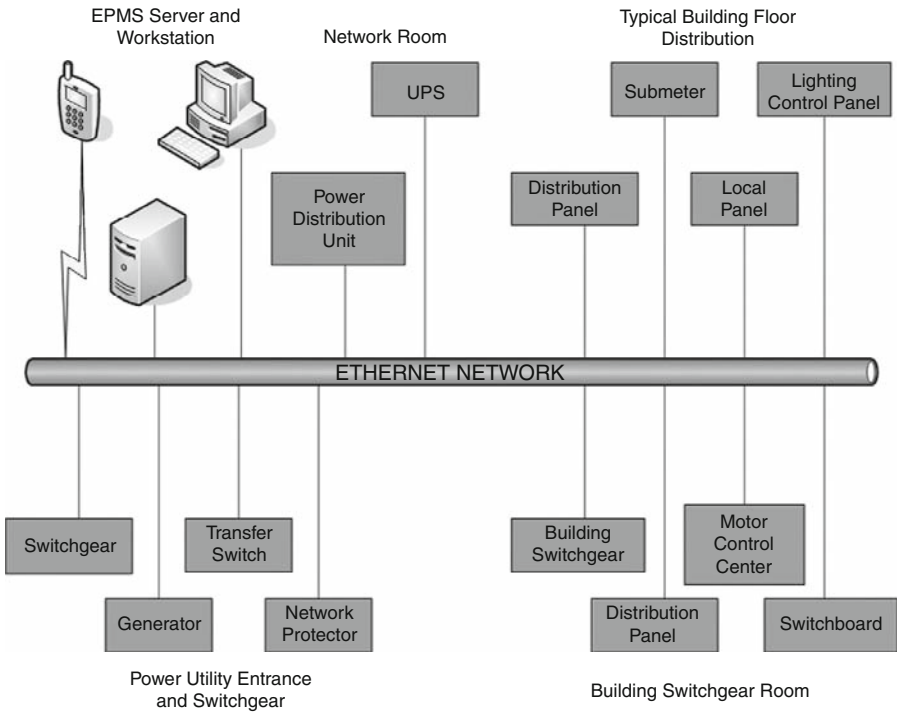 EPMS Server and
Workstation
Network Room
Typical Building Floor
Distribution
UPS
Submeter
Lighting
Control Panel
Power
Distribution
Unit
Distribution
Panel
Local
Panel
ETHERNET NETWORK
Switchgear
Transfer
Switch
Building
Switchgear
Motor
Control
Center
Generator
Network
Protector
Distribution
Panel
Switchboard
Power Utility Entrance
and Switchgear
Building Switchgear Room